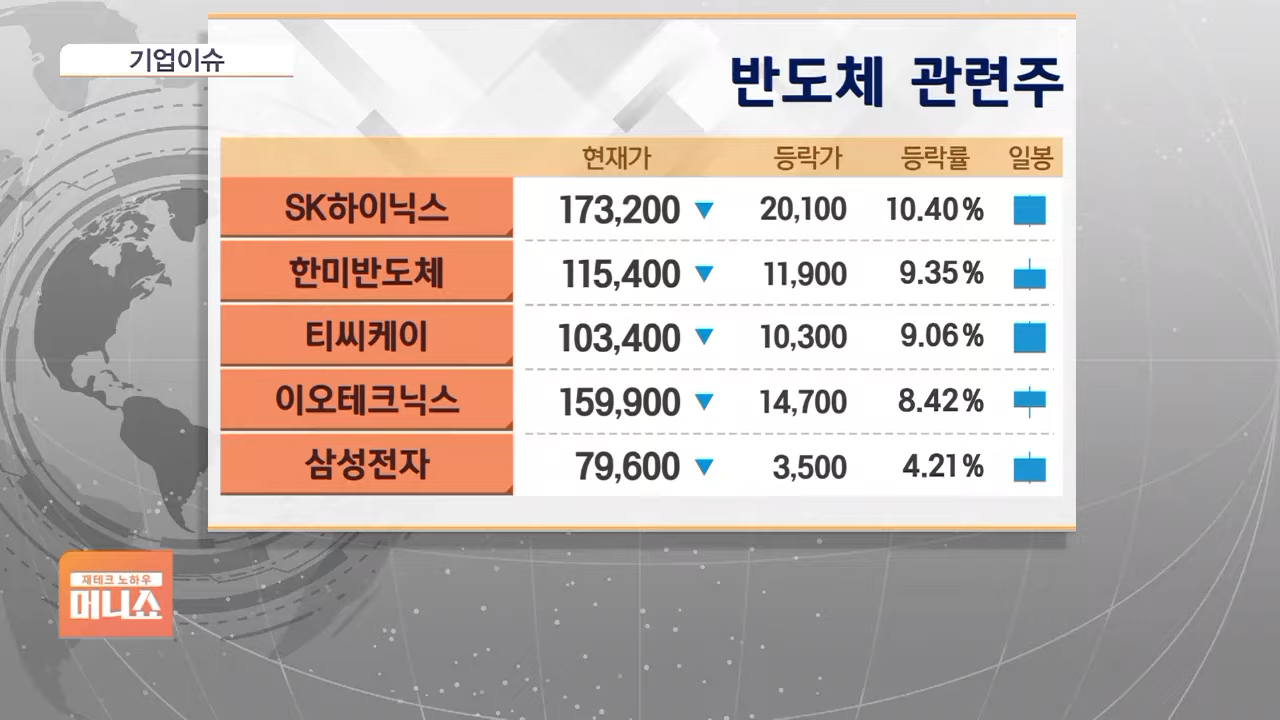 기업이슈
반도체 관련주
현재가 등락가 등락률 일봉
SK하이닉스 173,200 ▼ 20,100 10.40%
한미반도체 115,400 ▼ 11,900 9.35%
티씨케이 103,400 ▼ 10,300 9.06%
이오테크닉스 159,900 ▼ 14,700 8.42%
삼성전자 79,600 ▼ 3,500 4.21%
재테크 노하우
머니쇼